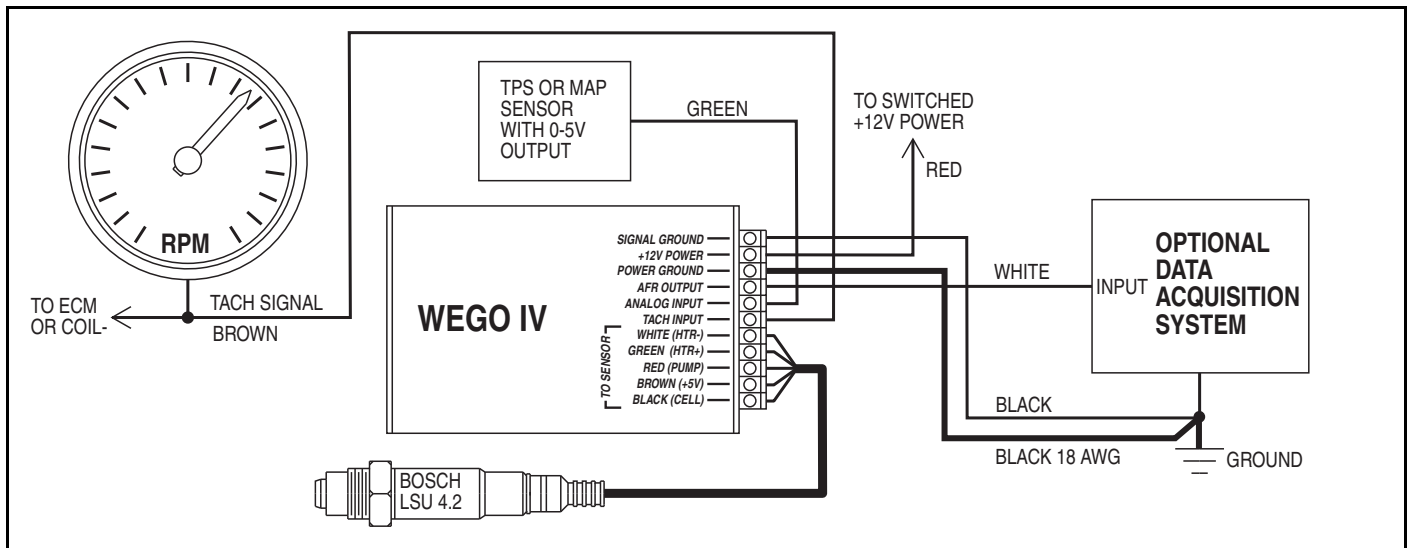 RPM
TO ECM
OR COIL-
TACH SIGNAL
BROWN
TPS OR MAP
SENSOR
WITH 0-5V
OUTPUT
GREEN
TO SWITCHED
+12V POWER
RED
WEGO IV
SIGNAL GROUND
+12V POWER
POWER GROUND
AFR OUTPUT
ANALOG INPUT
TACH INPUT
TO SENSOR
WHITE (HTR-)
GREEN (HTR+)
RED (PUMP)
BROWN (+5V)
BLACK (CELL)
WHITE
INPUT
OPTIONAL
DATA
ACQUISITION
SYSTEM
BLACK
BLACK 18 AWG
GROUND
BOSCH
LSU 4.2